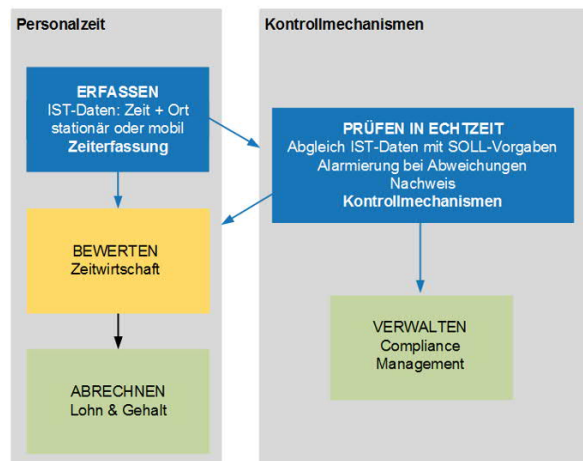 Personalzeit
ERFASSEN
IST-Daten: Zeit + Ort
stationär oder mobil
Zeiterfassung
BEWERTEN
Zeitwirtschaft
ABRECHNEN
Lohn & Gehalt
Kontrollmechanismen
PRÜFEN IN ECHTZEIT
Abgleich IST-Daten mit SOLL-Vorgaben
Alarmierung bei Abweichungen
Nachweis
Kontrollmechanismen
VERWALTEN
Compliance
Management